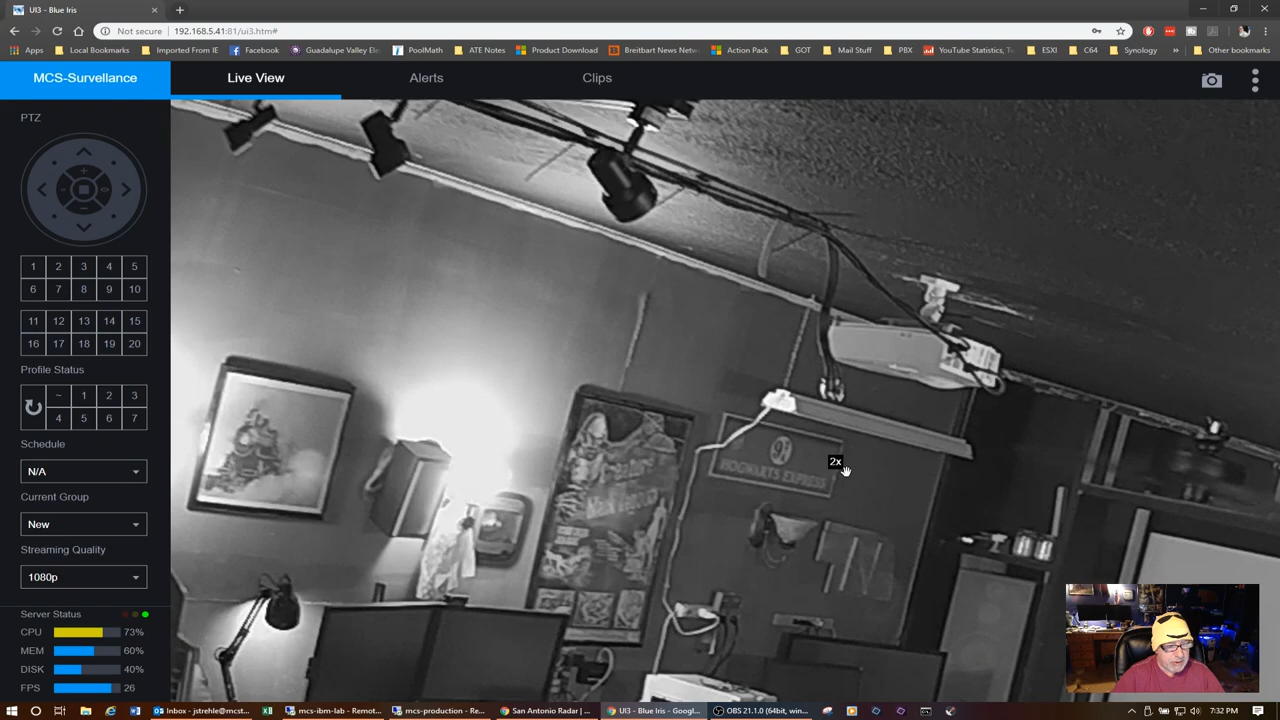 UI3 - Blue Iris
Not secure | 192.168.5.41:81/ui3.htm#
Apps Local Bookmarks Imported From IE Facebook Guadalupe Valley Ele PoolMath ATE Notes Product Download Breitbart News Netw Action Pack GOT Mail Stuff PBX YouTube Statistics, T ESXI C64 Synology » Other bookmarks
MCS-Survellance Live View Alerts Clips
PTZ
1 2 3 4 5
6 7 8 9 10
11 12 13 14 15
16 17 18 19 20
Profile Status
~ 1 2 3
4 5 6 7
Schedule
N/A
Current Group
New
Streaming Quality
1080p
Server Status
CPU 73%
MEM 60%
DISK 40%
FPS 26
HOGWARTS EXPRESS
2x
Inbox - jstrehle@mcst... mcs-ibm-lab - Remot... mcs-production - Re... San Antonio Radar | ... UI3 - Blue Iris - Googl... OBS 21.1.0 (64bit, win... 7:32 PM